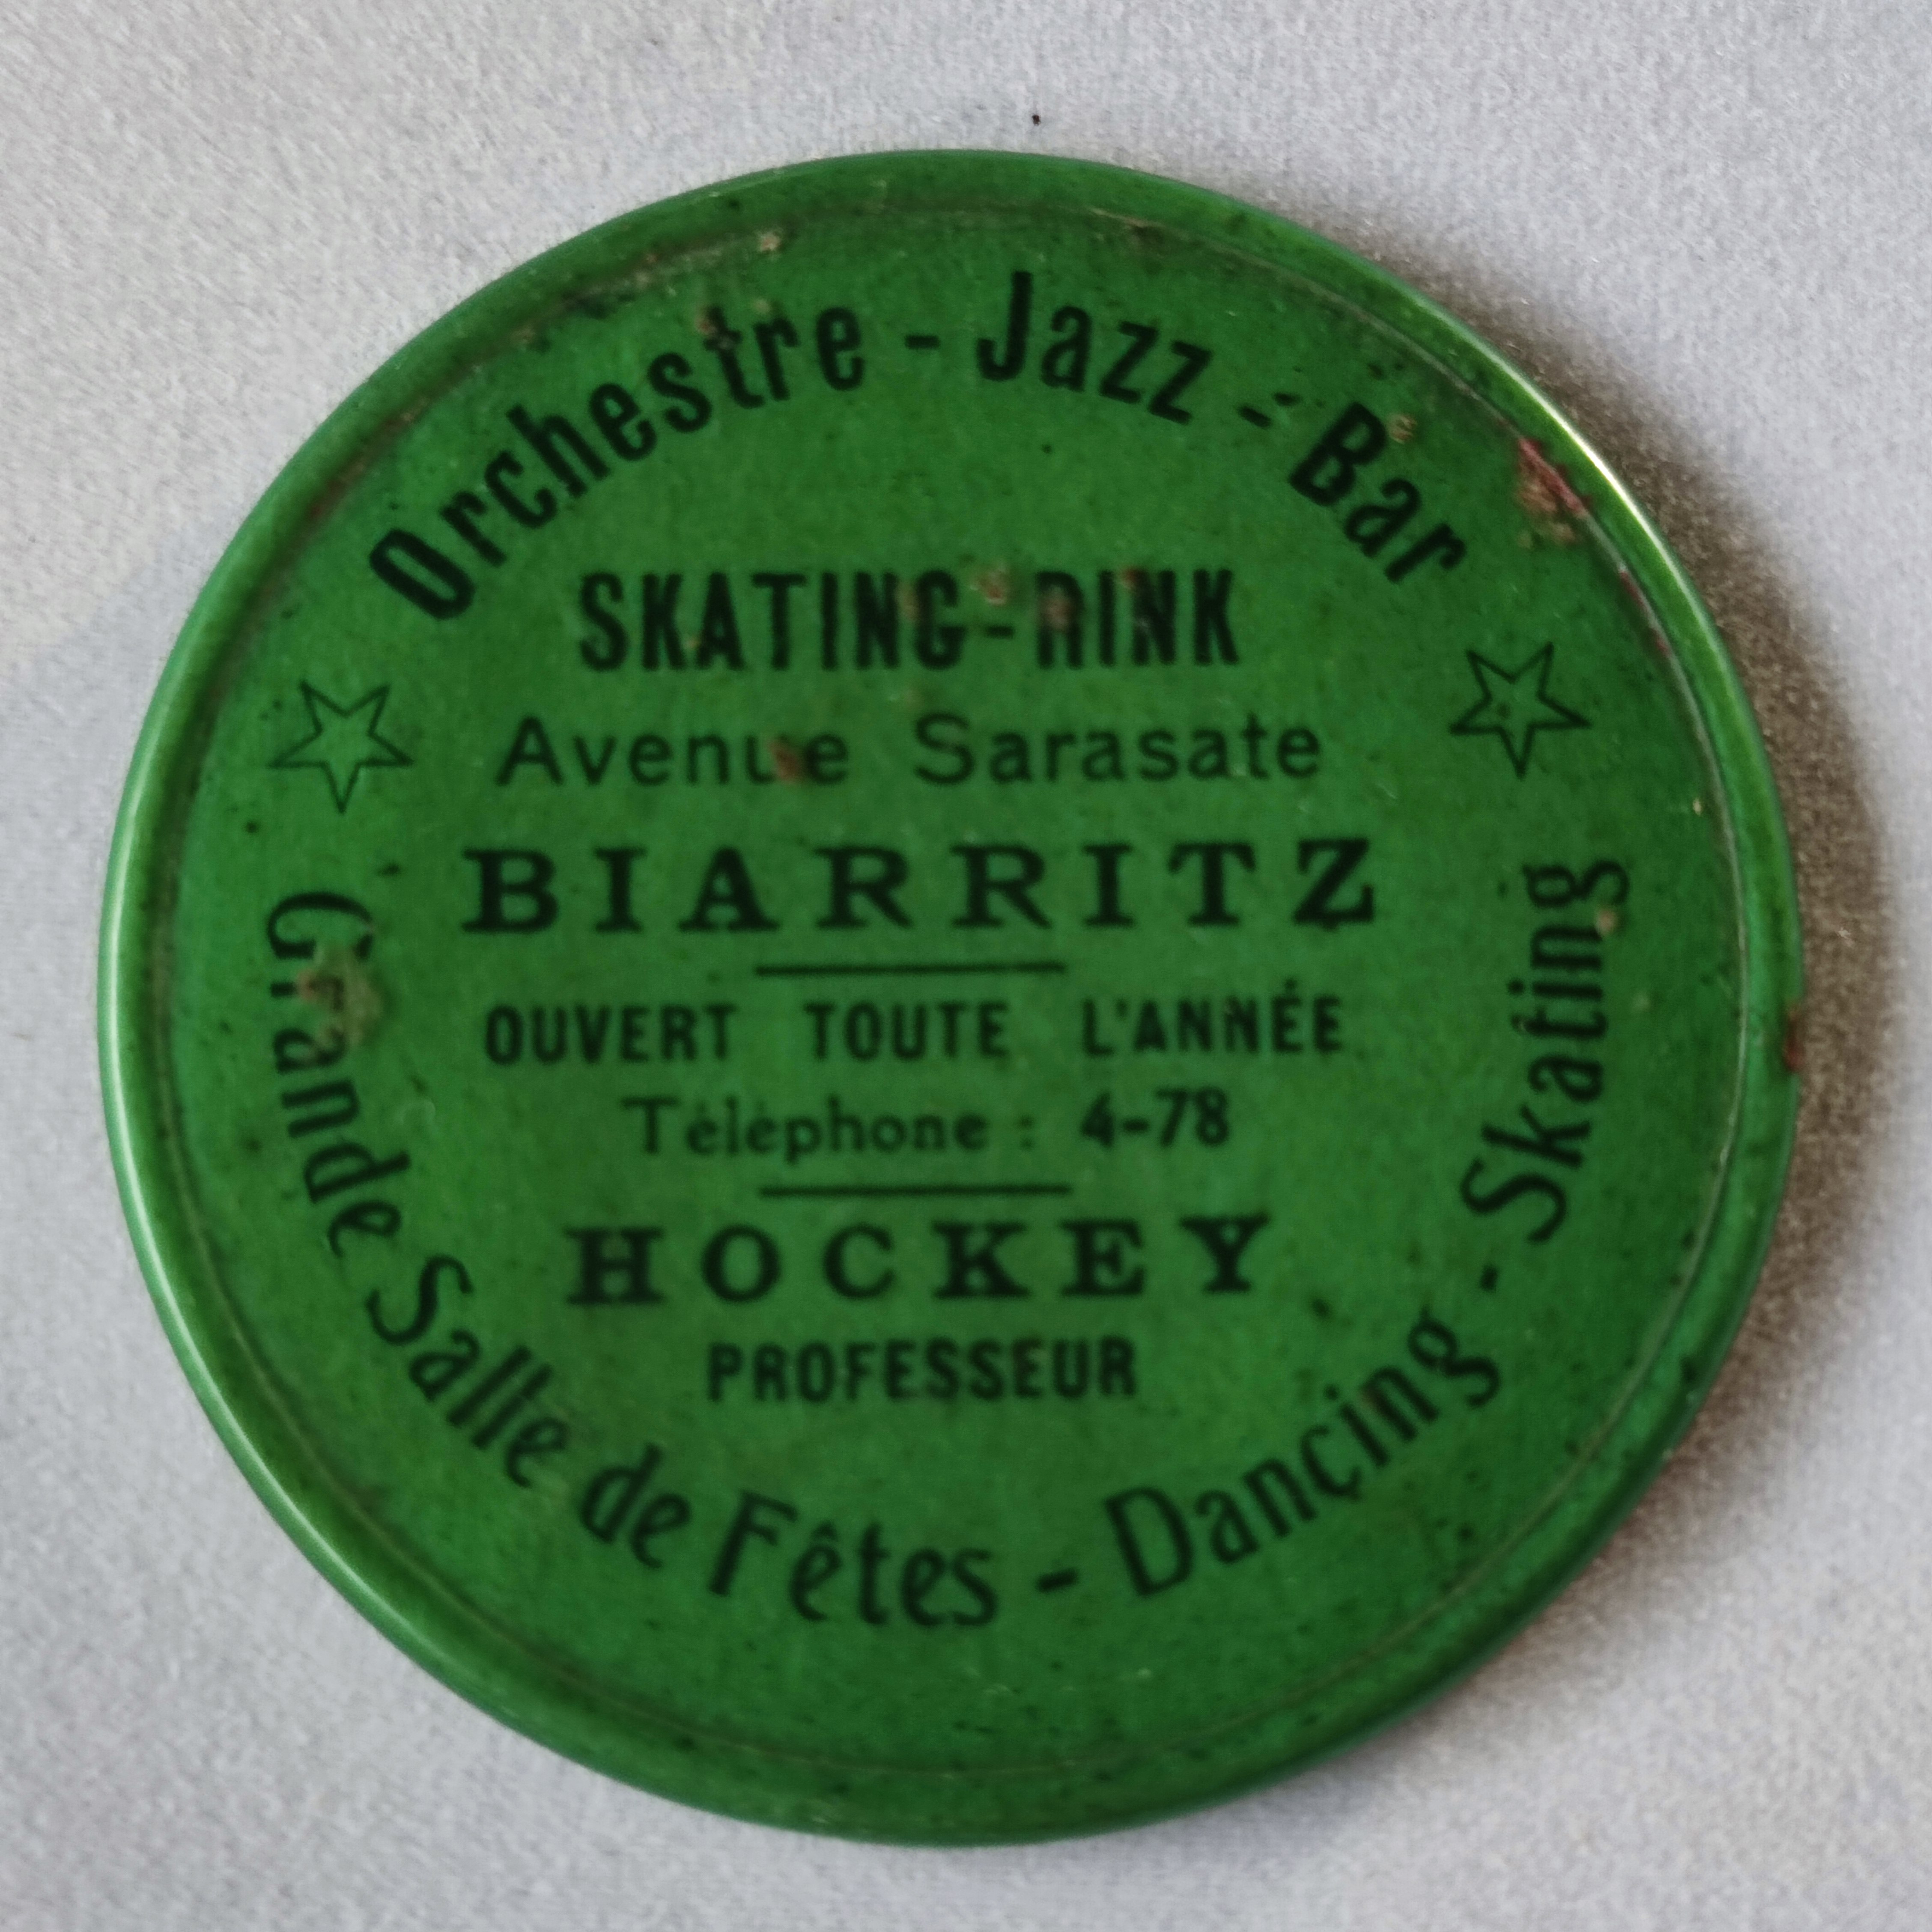 Orchestre - Jazz - Bar
SKATING-RINK
Avenue Sarasate
BIARRITZ
OUVERT TOUTE L'ANNÉE
Téléphone : 4-78
HOCKEY
PROFESSEUR
Grande Salle de Fêtes - Dancing - Skating